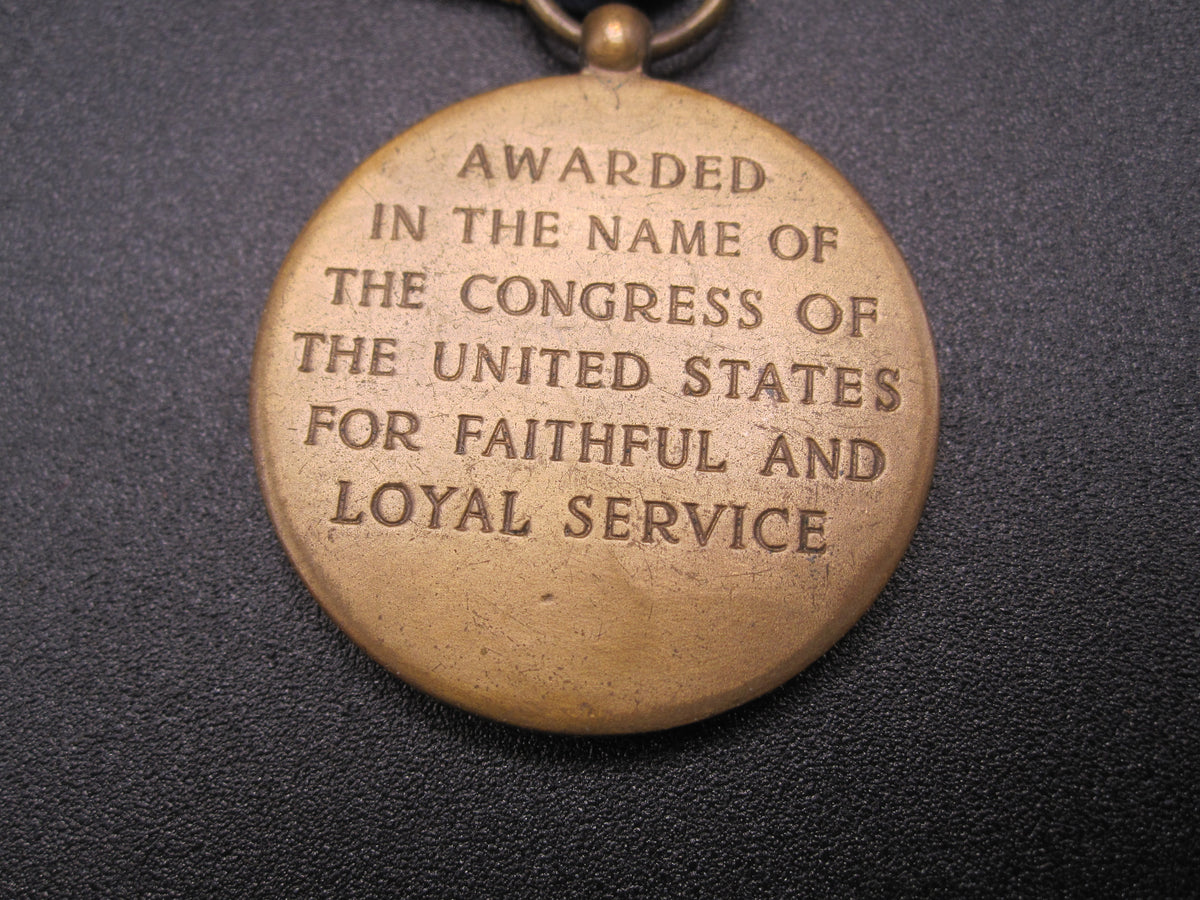 AWARDED
IN THE NAME OF
THE CONGRESS OF
THE UNITED STATES
FOR FAITHFUL AND
LOYAL SERVICE